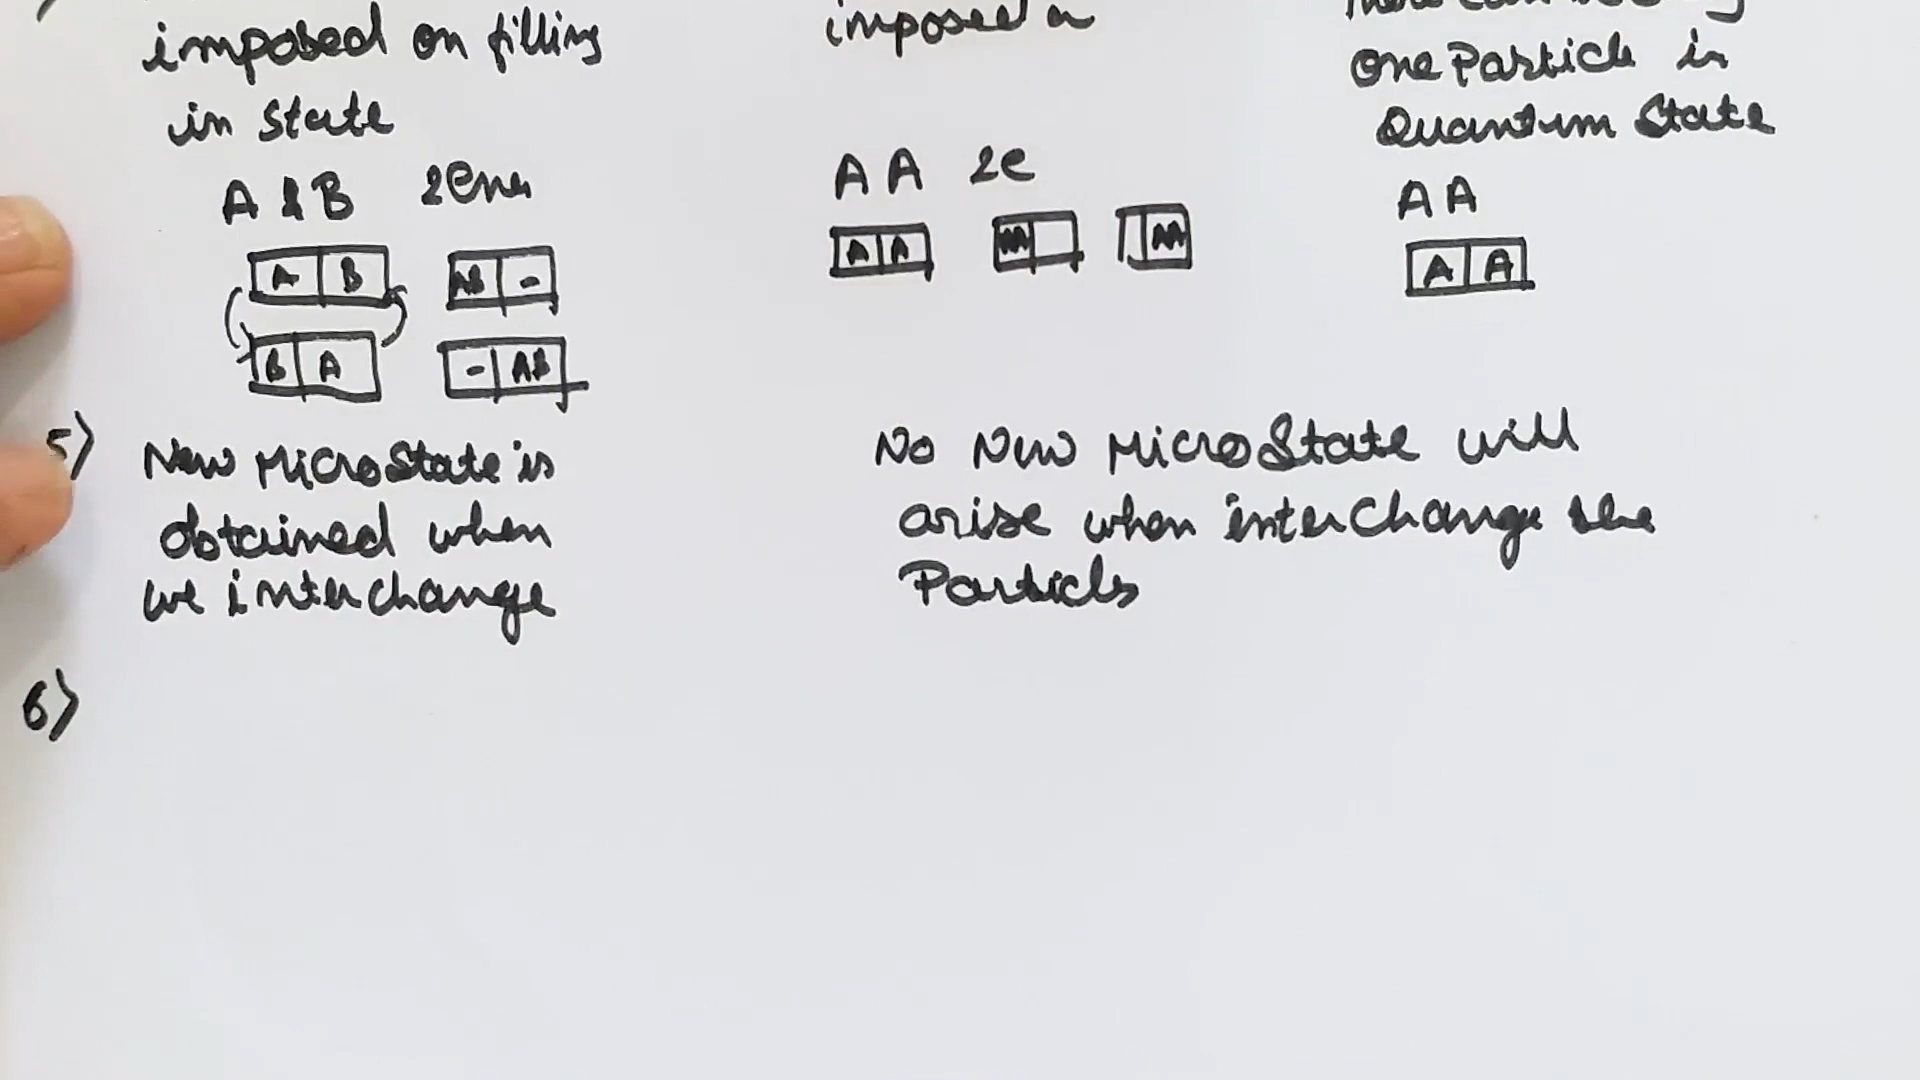 imposed on filling
in state
A & B 2Ener
A B
AB -
B A
- AB
imposed a
A A 2e
A A
AA
AA
one Particle in
Quantum State
A A
A A
5) New MicroState is
obtained when
we interchange
No New MicroState will
arise when interchange the
Particles
6)